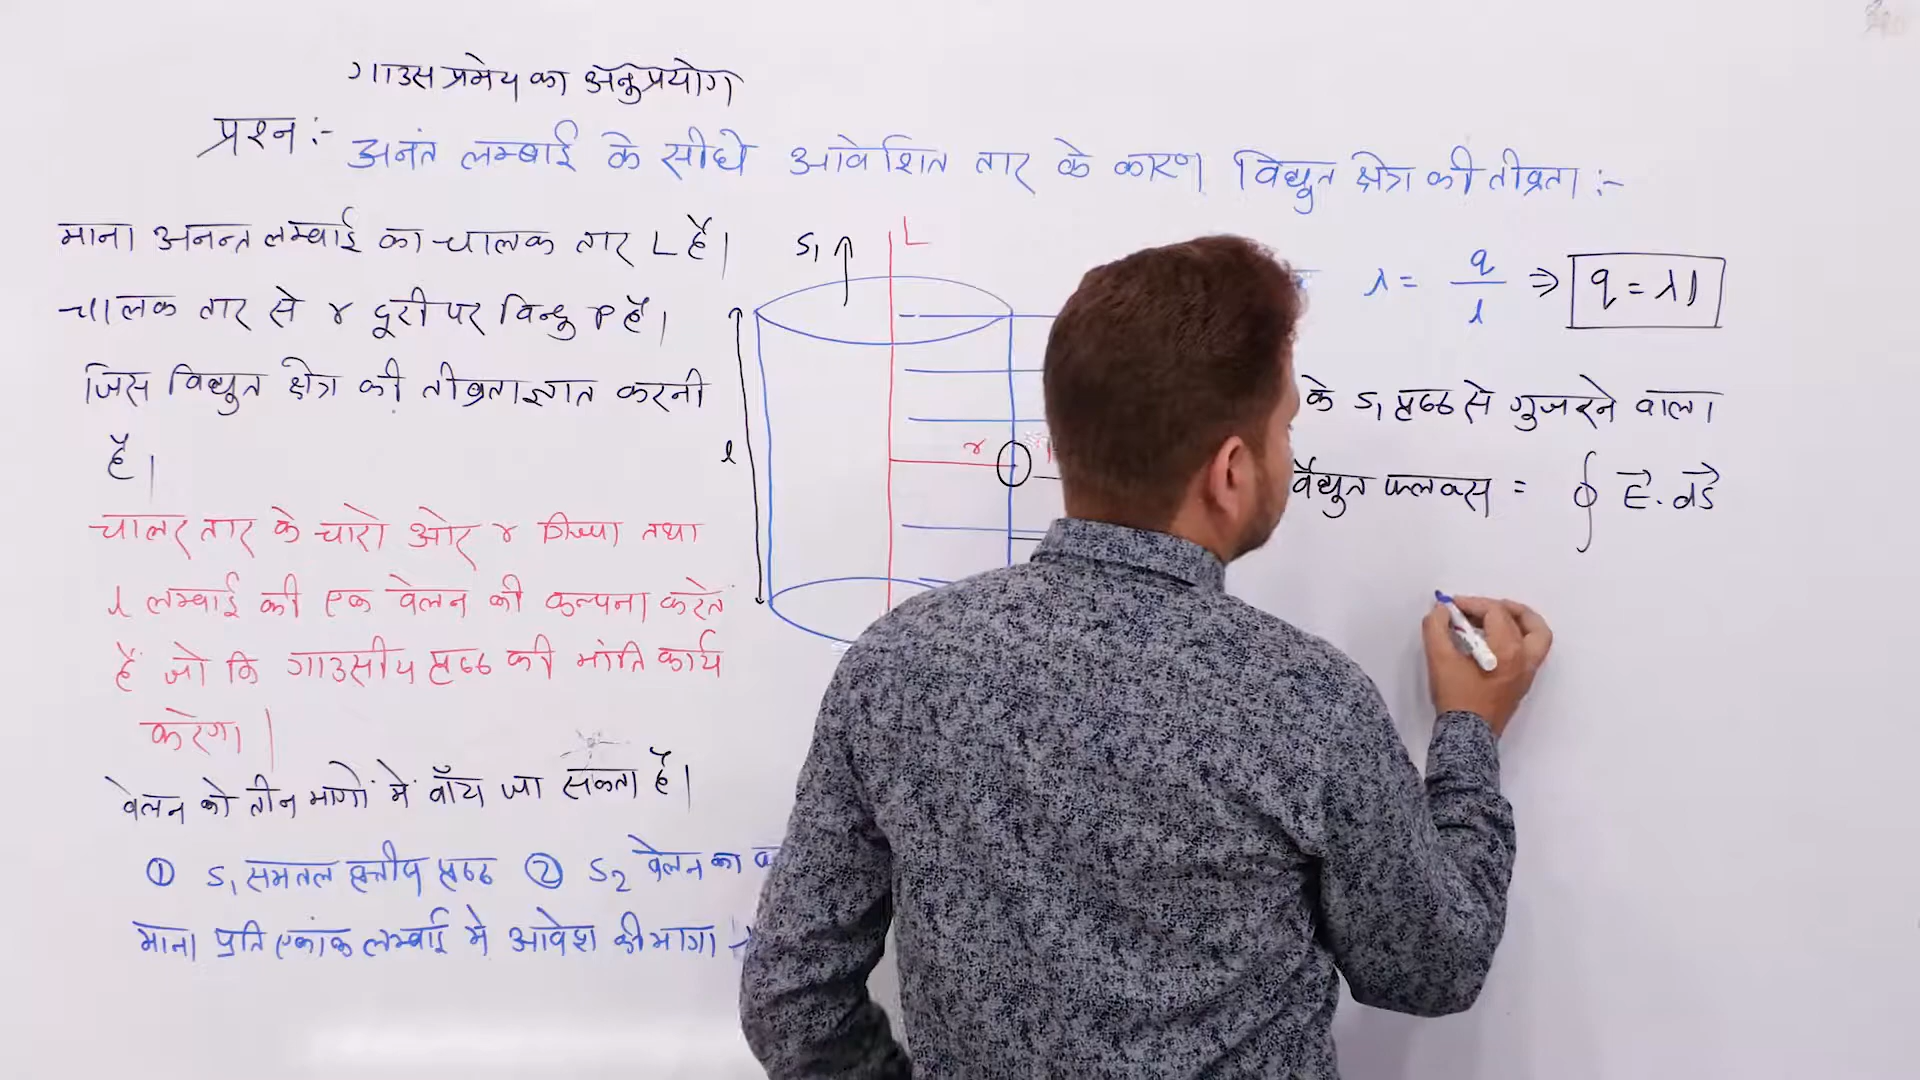 गाउस प्रमेय का अनुप्रयोग
प्रश्न :- अनंत लम्बाई के सीधे आवेशित तार के कारण विद्युत क्षेत्र की तीव्रता :-
माना अनन्त लम्बाई का चालक तार L है।
चालक तार से r दूरी पर बिन्दु P है।
जिस विद्युत क्षेत्र की तीव्रता ज्ञात करनी
है।
चालर तार के चारो ओर r त्रिज्या तथा
l लम्बाई की एक वेलन की कल्पना करते
है जो कि गाउसीय पृष्ठ की भांति कार्य
करेगा।
वेलन को तीन भागों में बाँटा जा सकता है।
① S₁ समतल वृत्तीय पृष्ठ ② S₂ वेलन का
माना प्रति एकांक लम्बाई मे आवेश की मात्रा
S₁ L
l
r
λ = q/l ⇒ q = λl
के S₁ पृष्ठ से गुजरने वाला
वैद्युत फ्लक्स = ∮ E⃗. dS⃗